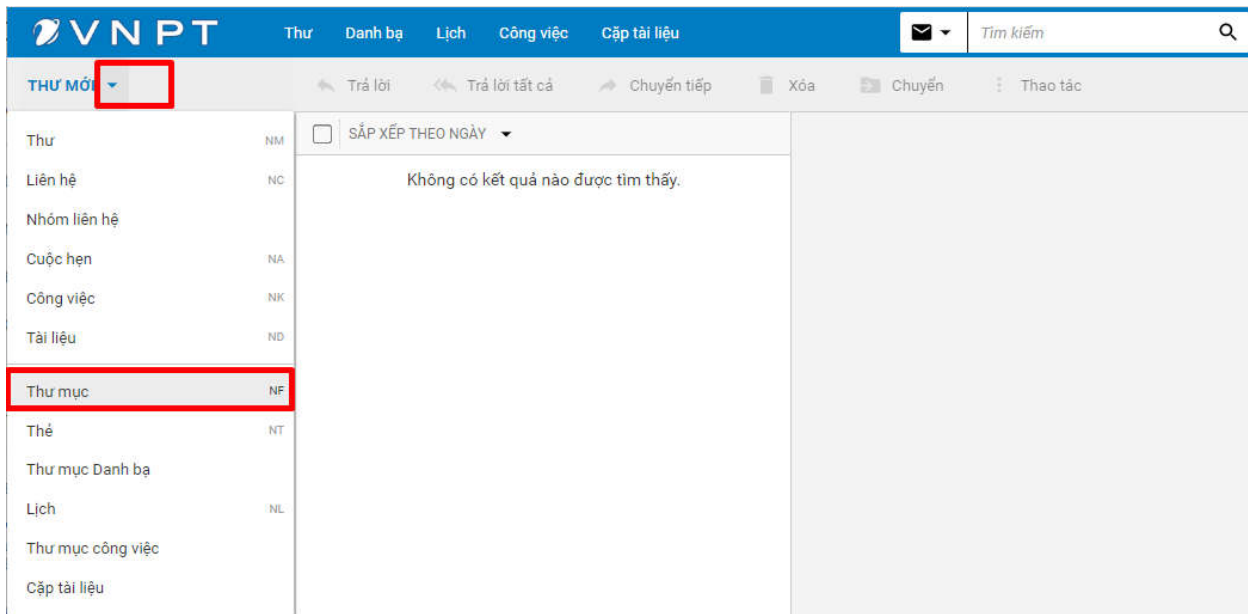 VNPT Thư Danh bạ Lịch Công việc Cặp tài liệu Tìm kiếm
THƯ MỚI Trả lời Trả lời tất cả Chuyển tiếp Xóa Chuyển Thao tác
Thư NM
SẮP XẾP THEO NGÀY
Liên hệ NC
Không có kết quả nào được tìm thấy.
Nhóm liên hệ
Cuộc hẹn NA
Công việc NK
Tài liệu ND
Thư mục NF
Thẻ NT
Thư mục Danh bạ
Lịch NL
Thư mục công việc
Cặp tài liệu